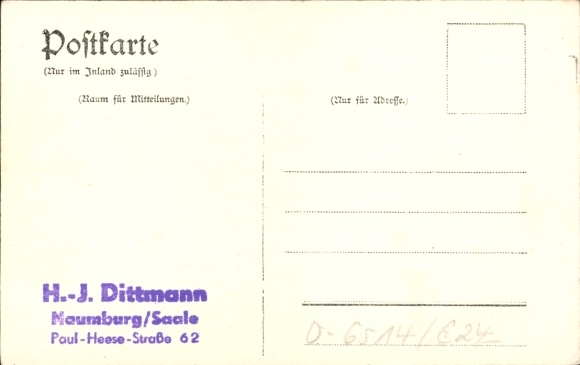 Postkarte
(Nur im Inland zulässig)
(Raum für Mitteilungen.)
(Nur für Adresse.)
H.-J. Dittmann
Naumburg/Saale
Paul-Heese-Straße 62
D-6514/E24